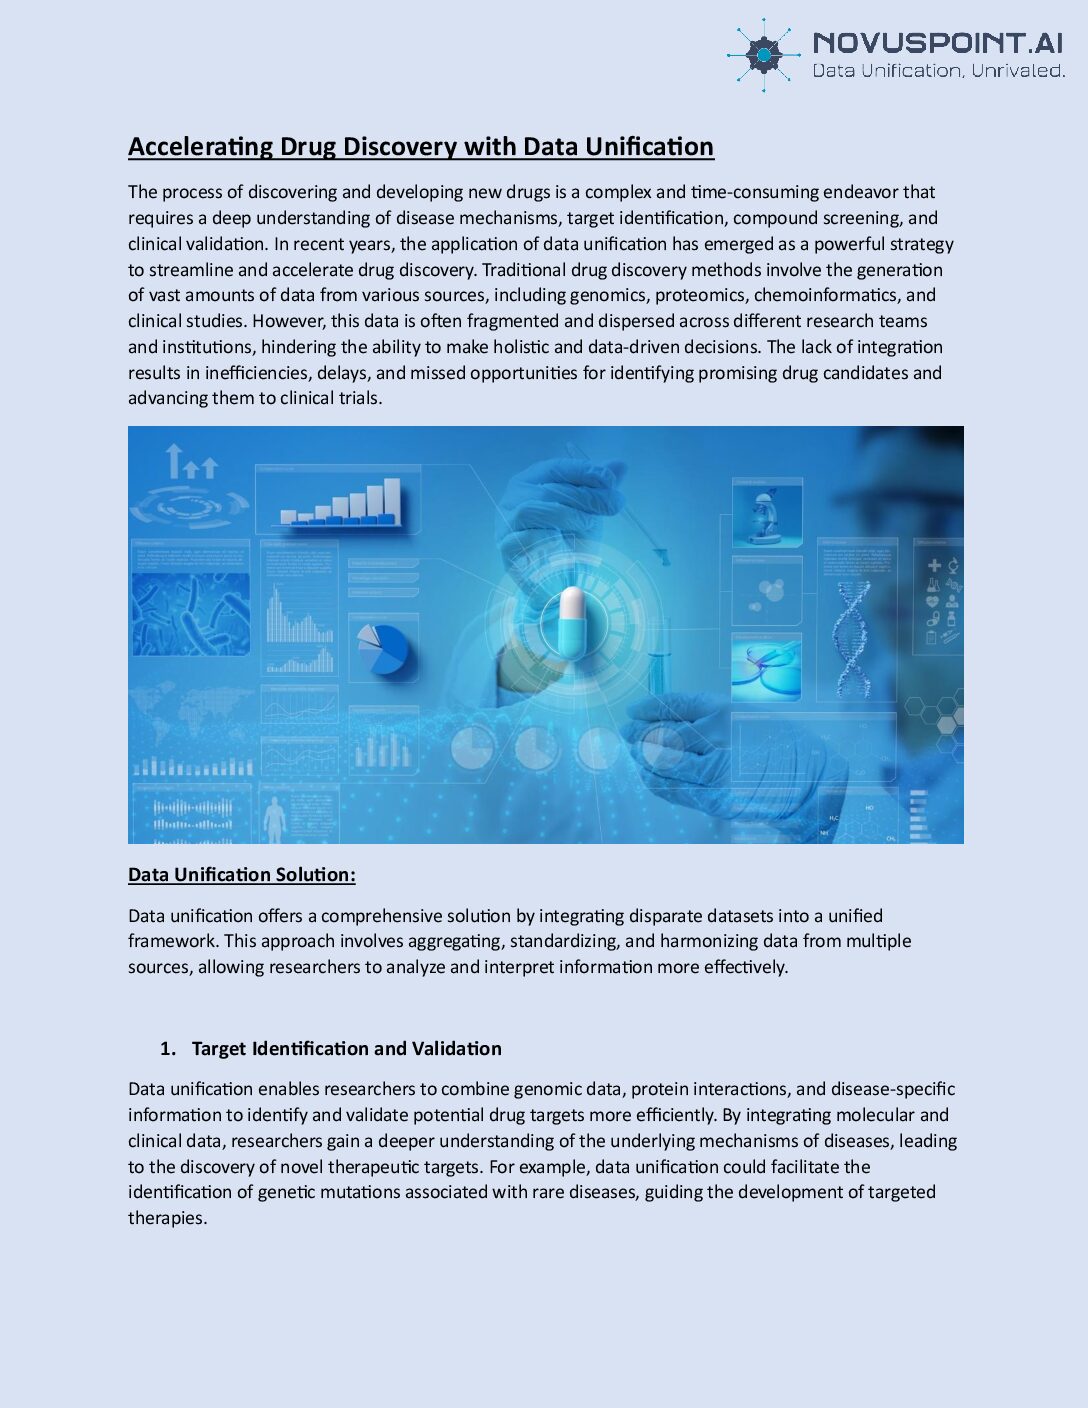 NOVUSPOINT.AI
Data Unification, Unrivaled.
Accelerating Drug Discovery with Data Unification
The process of discovering and developing new drugs is a complex and time-consuming endeavor that
requires a deep understanding of disease mechanisms, target identification, compound screening, and
clinical validation. In recent years, the application of data unification has emerged as a powerful strategy
to streamline and accelerate drug discovery. Traditional drug discovery methods involve the generation
of vast amounts of data from various sources, including genomics, proteomics, chemoinformatics, and
clinical studies. However, this data is often fragmented and dispersed across different research teams
and institutions, hindering the ability to make holistic and data-driven decisions. The lack of integration
results in inefficiencies, delays, and missed opportunities for identifying promising drug candidates and
advancing them to clinical trials.
HO
H₃C
NH
CH₃
Data Unification Solution:
Data unification offers a comprehensive solution by integrating disparate datasets into a unified
framework. This approach involves aggregating, standardizing, and harmonizing data from multiple
sources, allowing researchers to analyze and interpret information more effectively.
1. Target Identification and Validation
Data unification enables researchers to combine genomic data, protein interactions, and disease-specific
information to identify and validate potential drug targets more efficiently. By integrating molecular and
clinical data, researchers gain a deeper understanding of the underlying mechanisms of diseases, leading
to the discovery of novel therapeutic targets. For example, data unification could facilitate the
identification of genetic mutations associated with rare diseases, guiding the development of targeted
therapies.